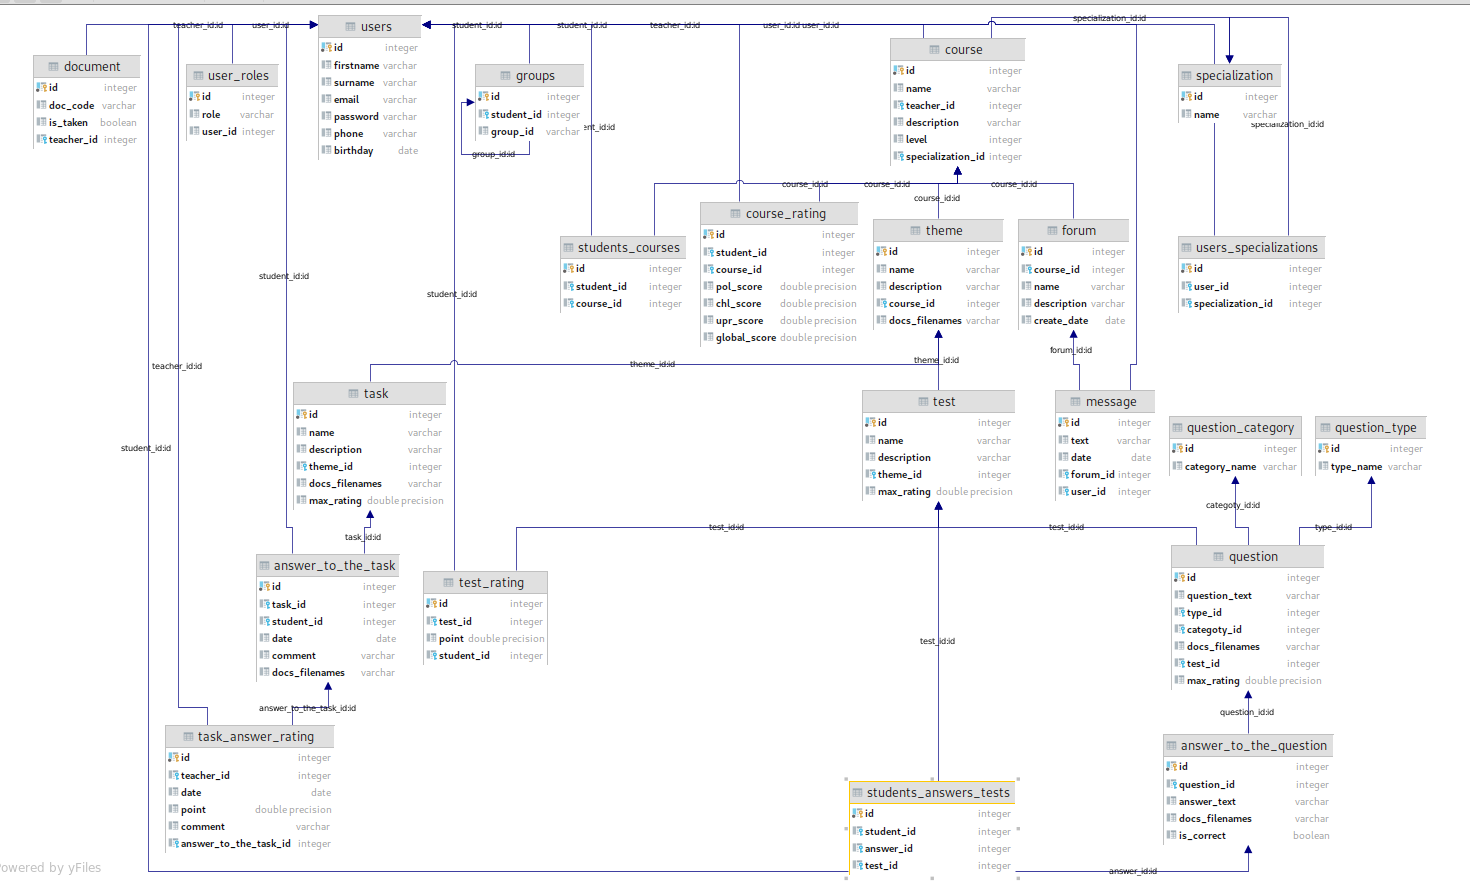 teacher_id:id
user_id:id
student_id:id
student_id:id
teacher_id:id
user_id:id
user_id:id
specialization_id:id
users
id integer
firstname varchar
surname varchar
email varchar
password varchar
phone varchar
birthday date
document
id integer
doc_code varchar
is_taken boolean
teacher_id integer
user_roles
id integer
role varchar
user_id integer
groups
id integer
student_id integer
group_id varchar
group_id:id
course
id integer
name varchar
teacher_id integer
description varchar
level integer
specialization_id integer
specialization
id integer
name varchar
specialization_id:id
course_id:id
course_id:id
course_id:id
course_id:id
students_courses
id integer
student_id integer
course_id integer
course_rating
id integer
student_id integer
course_id integer
pol_score double precision
chl_score double precision
upr_score double precision
global_score double precision
theme
id integer
name varchar
description varchar
course_id integer
docs_filenames varchar
forum
id integer
course_id integer
name varchar
description varchar
create_date date
users_specializations
id integer
user_id integer
specialization_id integer
student_id:id
student_id:id
teacher_id:id
theme_id:id
theme_id:id
forum_id:id
student_id:id
task
id integer
name varchar
description varchar
theme_id integer
docs_filenames varchar
max_rating double precision
test
id integer
name varchar
description varchar
theme_id integer
max_rating double precision
message
id integer
text varchar
date date
forum_id integer
user_id integer
question_category
id integer
category_name varchar
question_type
id integer
type_name varchar
categoty_id:id
type_id:id
task_id:id
test_id:id
test_id:id
answer_to_the_task
id integer
task_id integer
student_id integer
date date
comment varchar
docs_filenames varchar
test_rating
id integer
test_id integer
point double precision
student_id integer
question
id integer
question_text varchar
type_id integer
categoty_id integer
docs_filenames varchar
test_id integer
max_rating double precision
test_id:id
answer_to_the_task_id:id
question_id:id
task_answer_rating
id integer
teacher_id integer
date date
point double precision
comment varchar
answer_to_the_task_id integer
students_answers_tests
id integer
student_id integer
answer_id integer
test_id integer
answer_to_the_question
id integer
question_id integer
answer_text varchar
docs_filenames varchar
is_correct boolean
answer_id:id
owered by yFiles